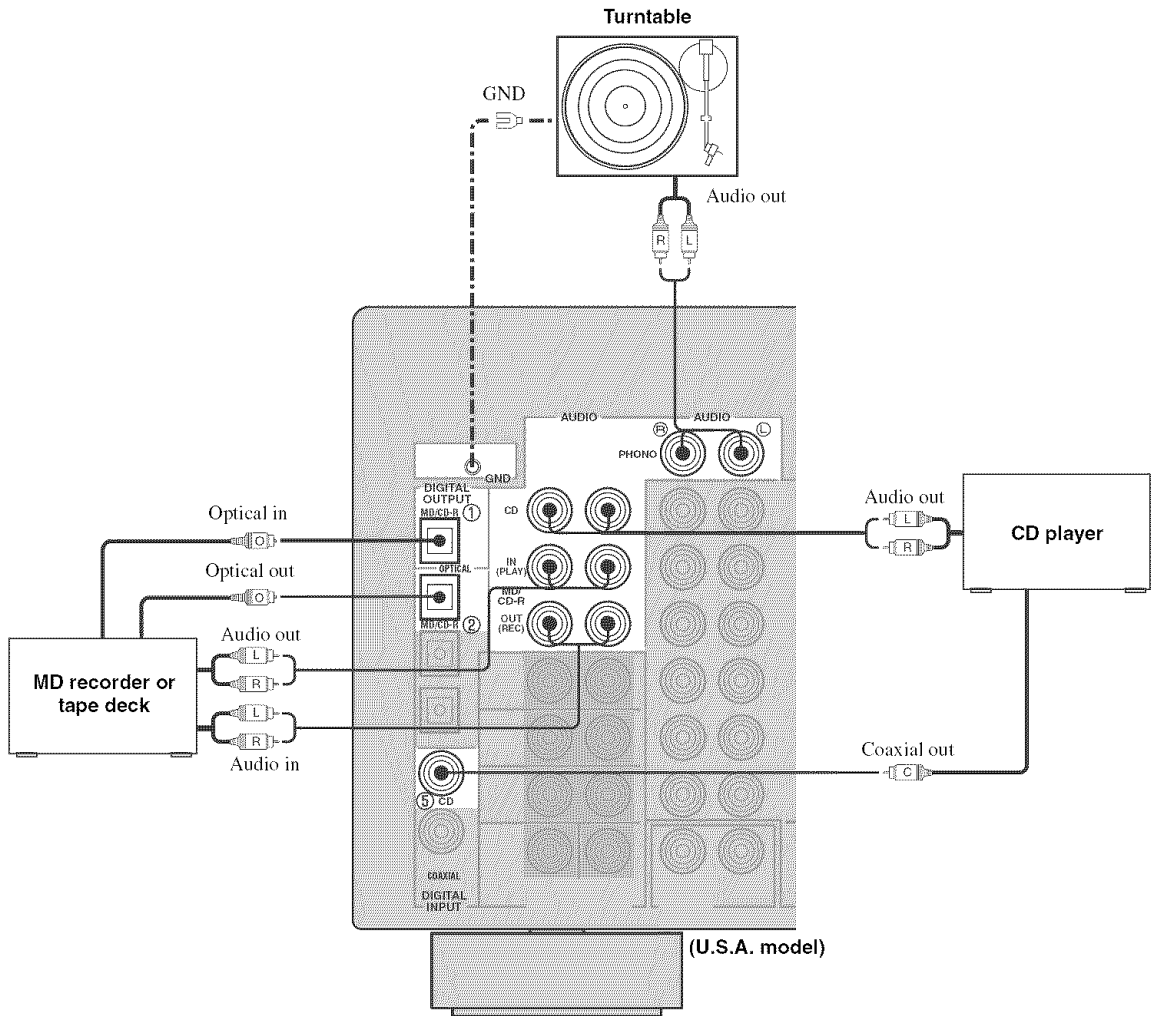 Turntable
GND
Audio out
R
L
AUDIO
AUDIO
R
L
PHONO
GND
DIGITAL
OUTPUT
MD/CD-R
1
Optical in
O
OPTICAL
Optical out
O
MD/CD-R
2
CD
IN
(PLAY)
MD/
CD-R
OUT
(REC)
Audio out
L
R
CD player
Audio out
L
R
MD recorder or
tape deck
L
R
Audio in
Coaxial out
C
5
CD
COAXIAL
DIGITAL
INPUT
(U.S.A. model)